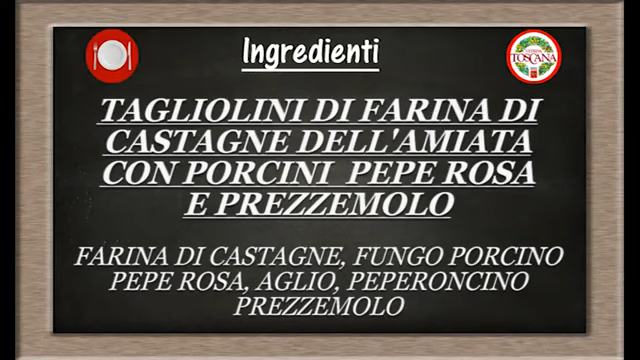 Ingredienti
TOSCANA
TAGLIOLINI DI FARINA DI
CASTAGNE DELL'AMIATA
CON PORCINI PEPE ROSA
E PREZZEMOLO
FARINA DI CASTAGNE, FUNGO PORCINO
PEPE ROSA, AGLIO, PEPERONCINO
PREZZEMOLO